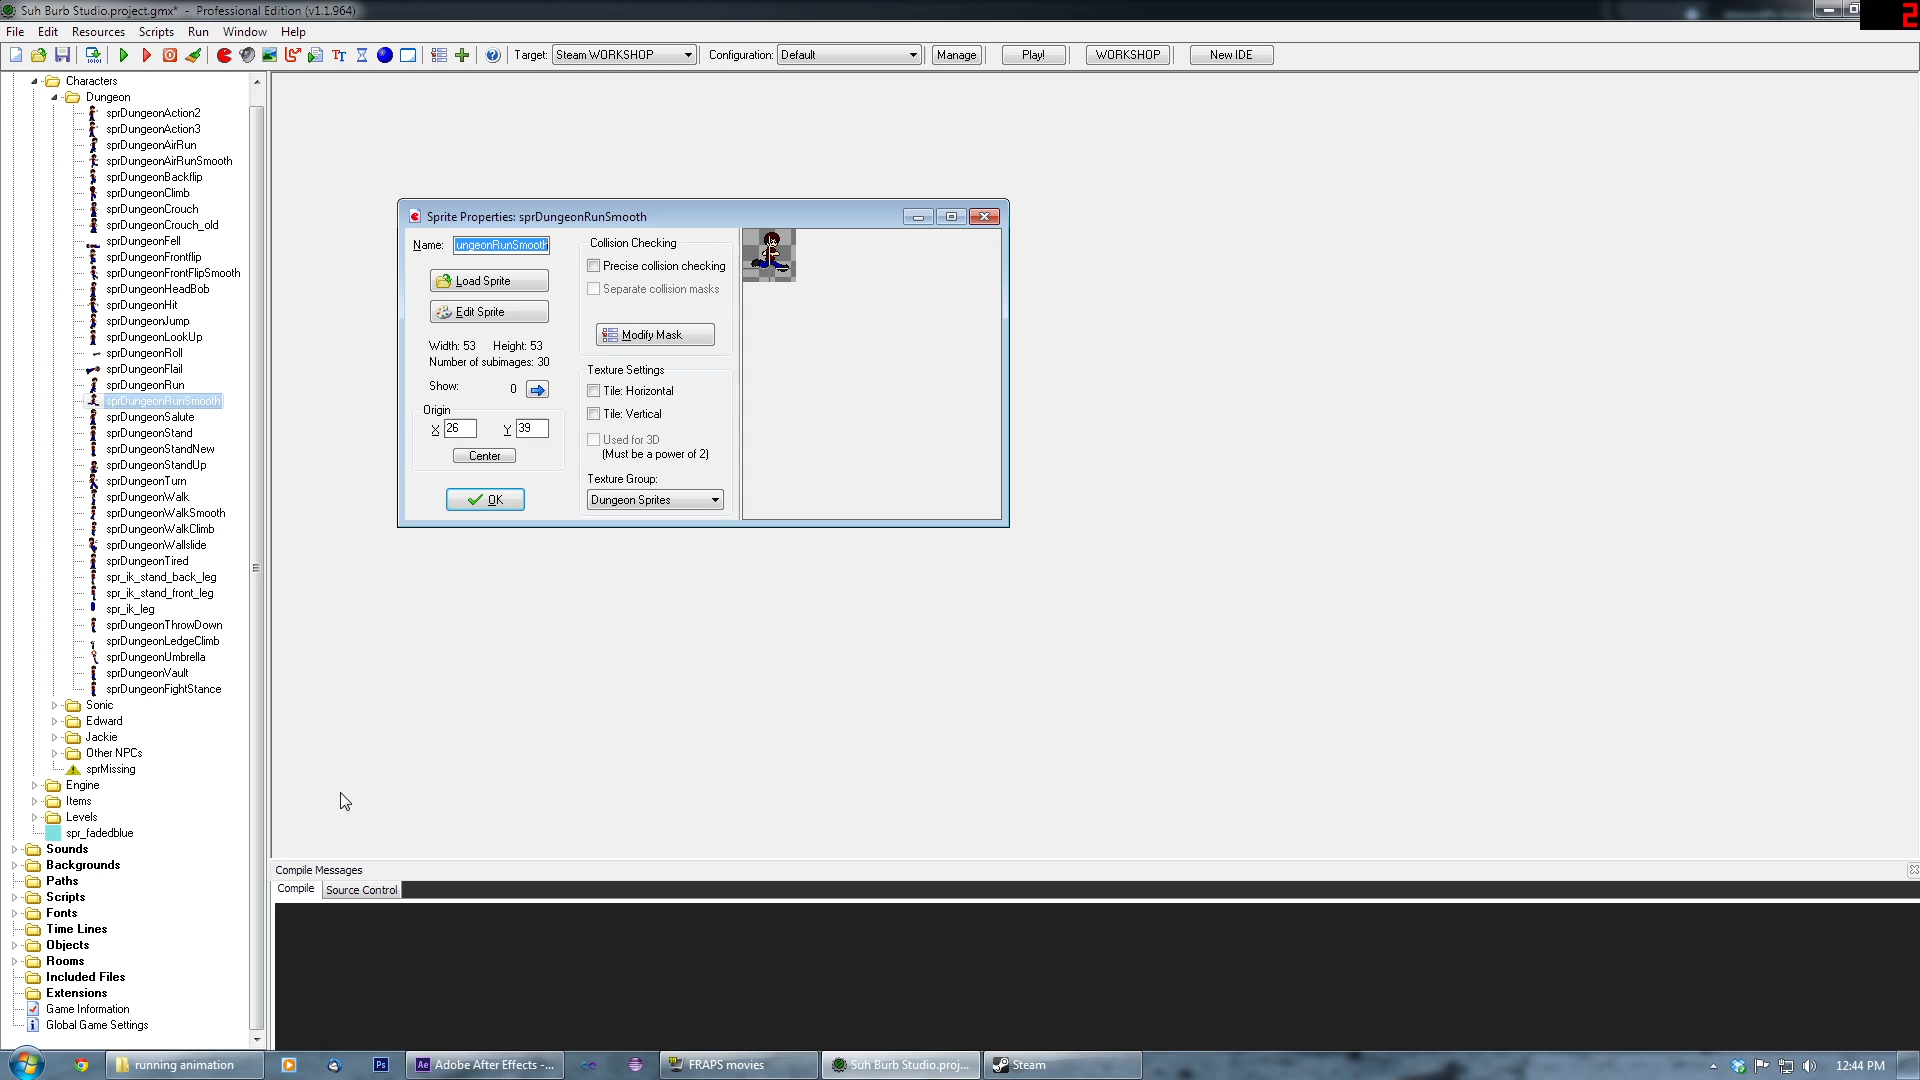 Suh Burb Studio.project.gmx* - Professional Edition (v1.1.964)
2
File Edit Resources Scripts Run Window Help
Target: Steam WORKSHOP Configuration: Default Manage Play! WORKSHOP New IDE
Characters
Dungeon
sprDungeonAction2
sprDungeonAction3
sprDungeonAirRun
sprDungeonAirRunSmooth
sprDungeonBackflip
sprDungeonClimb
sprDungeonCrouch
sprDungeonCrouch_old
sprDungeonFell
sprDungeonFrontflip
sprDungeonFrontFlipSmooth
sprDungeonHeadBob
sprDungeonHit
sprDungeonJump
sprDungeonLookUp
sprDungeonRoll
sprDungeonFlail
sprDungeonRun
sprDungeonRunSmooth
sprDungeonSalute
sprDungeonStand
sprDungeonStandNew
sprDungeonStandUp
sprDungeonTurn
sprDungeonWalk
sprDungeonWalkSmooth
sprDungeonWalkClimb
sprDungeonWallslide
sprDungeonTired
spr_ik_stand_back_leg
spr_ik_stand_front_leg
spr_ik_leg
sprDungeonThrowDown
sprDungeonLedgeClimb
sprDungeonUmbrella
sprDungeonVault
sprDungeonFightStance
Sonic
Edward
Jackie
Other NPCs
sprMissing
Engine
Items
Levels
spr_fadedblue
Sounds
Backgrounds
Paths
Scripts
Fonts
Time Lines
Objects
Rooms
Included Files
Extensions
Game Information
Global Game Settings
Sprite Properties: sprDungeonRunSmooth
Name: ungeonRunSmooth
Load Sprite
Edit Sprite
Width: 53 Height: 53
Number of subimages: 30
Show: 0
Origin
X 26 Y 39
Center
OK
Collision Checking
Precise collision checking
Separate collision masks
Modify Mask
Texture Settings
Tile: Horizontal
Tile: Vertical
Used for 3D
(Must be a power of 2)
Texture Group:
Dungeon Sprites
Compile Messages
Compile Source Control
running animation
Ps
Ae Adobe After Effects -...
FRAPS movies
Suh Burb Studio.proj...
Steam
12:44 PM